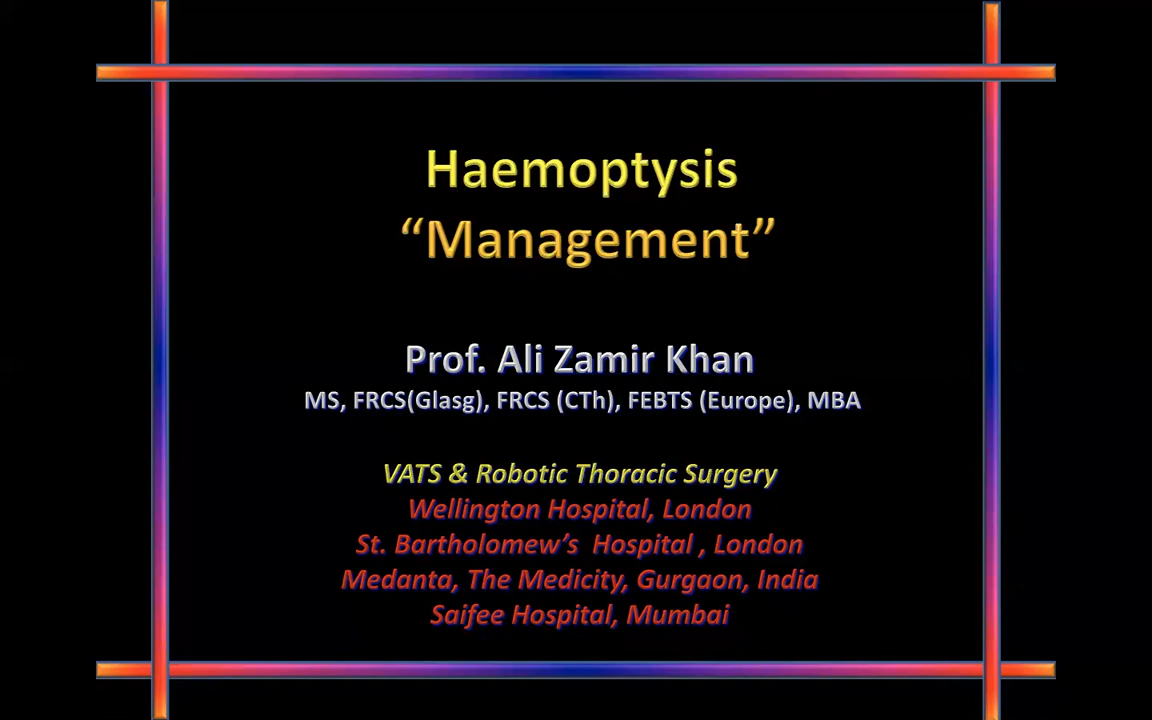 Haemoptysis
“Management”
Prof. Ali Zamir Khan
MS, FRCS(Glasg), FRCS (CTh), FEBTS (Europe), MBA
VATS & Robotic Thoracic Surgery
Wellington Hospital, London
St. Bartholomew’s  Hospital , London
Medanta, The Medicity, Gurgaon, India
Saifee Hospital, Mumbai